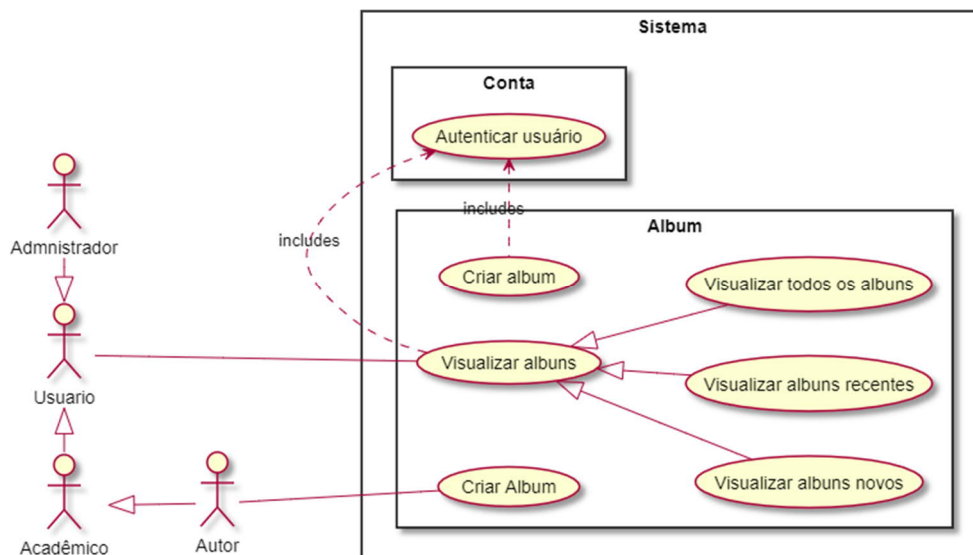 Sistema
Conta
Autenticar usuário
includes
includes
Admnistrador
Album
Criar album
Visualizar todos os albuns
Visualizar albuns
Visualizar albuns recentes
Usuario
Visualizar albuns novos
Criar Album
Acadêmico
Autor